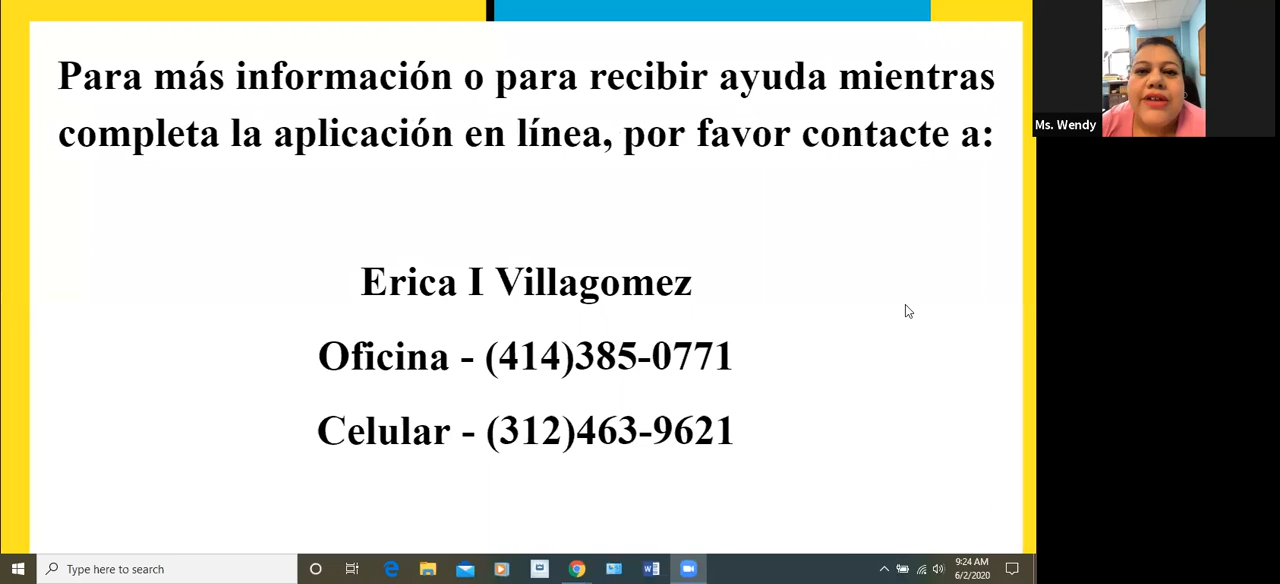 Para más información o para recibir ayuda mientras
completa la aplicación en línea, por favor contacte a:
Erica I Villagomez
Oficina - (414)385-0771
Celular - (312)463-9621
Ms. Wendy
Type here to search
9:24 AM
6/2/2020